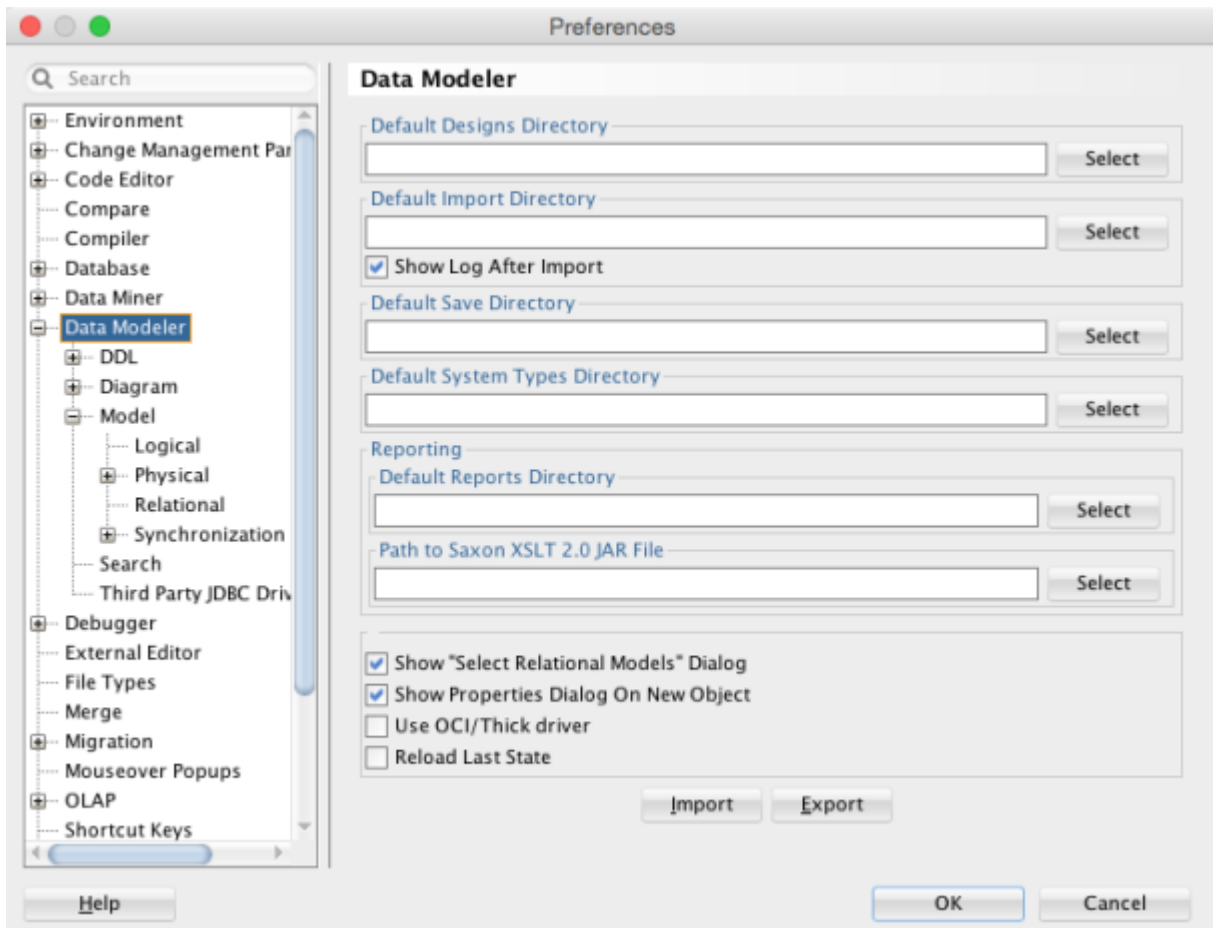 Preferences
Search
Environment
Change Management Par
Code Editor
Compare
Compiler
Database
Data Miner
Data Modeler
DDL
Diagram
Model
Logical
Physical
Relational
Synchronization
Search
Third Party JDBC Driv
Debugger
External Editor
File Types
Merge
Migration
Mouseover Popups
OLAP
Shortcut Keys
Data Modeler
Default Designs Directory
Select
Default Import Directory
Select
Show Log After Import
Default Save Directory
Select
Default System Types Directory
Select
Reporting
Default Reports Directory
Select
Path to Saxon XSLT 2.0 JAR File
Select
Show "Select Relational Models" Dialog
Show Properties Dialog On New Object
Use OCI/Thick driver
Reload Last State
Import Export
Help OK Cancel